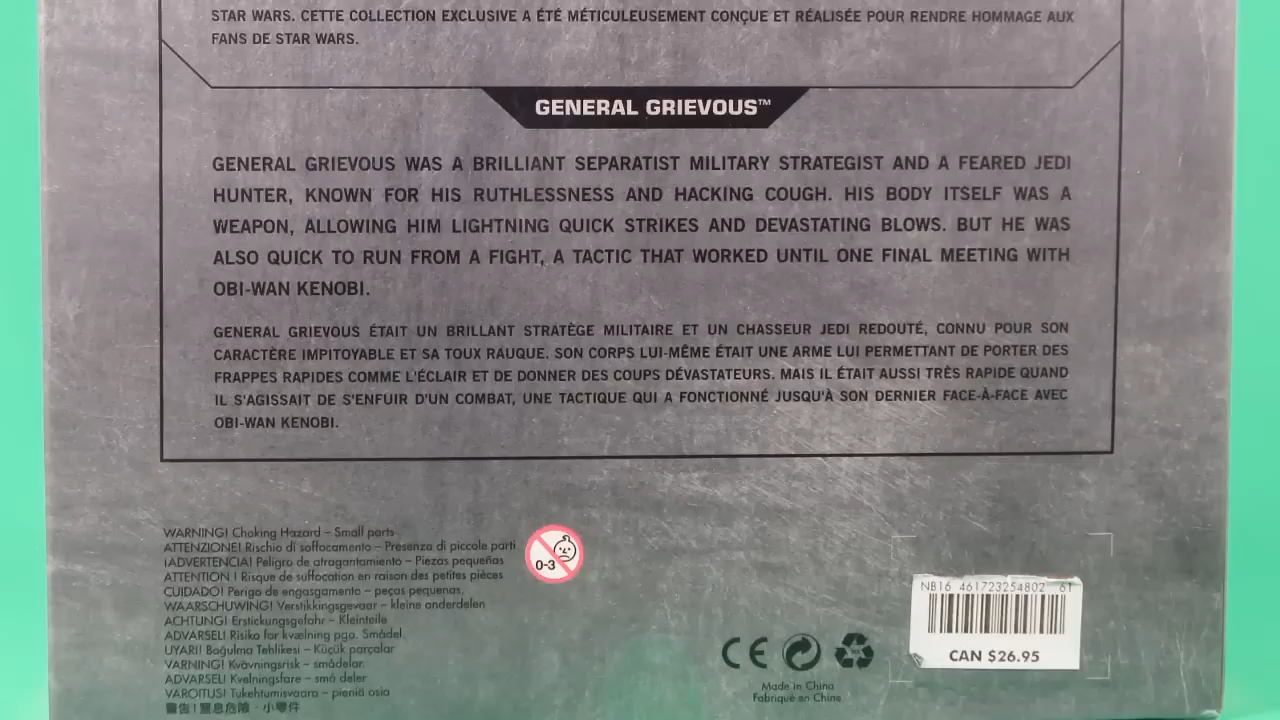 STAR WARS. CETTE COLLECTION EXCLUSIVE A ÉTÉ MÉTICULEUSEMENT CONÇUE ET RÉALISÉE POUR RENDRE HOMMAGE AUX
FANS DE STAR WARS.
GENERAL GRIEVOUS™
GENERAL GRIEVOUS WAS A BRILLIANT SEPARATIST MILITARY STRATEGIST AND A FEARED JEDI
HUNTER, KNOWN FOR HIS RUTHLESSNESS AND HACKING COUGH. HIS BODY ITSELF WAS A
WEAPON, ALLOWING HIM LIGHTNING QUICK STRIKES AND DEVASTATING BLOWS. BUT HE WAS
ALSO QUICK TO RUN FROM A FIGHT, A TACTIC THAT WORKED UNTIL ONE FINAL MEETING WITH
OBI-WAN KENOBI.
GENERAL GRIEVOUS ÉTAIT UN BRILLANT STRATÈGE MILITAIRE ET UN CHASSEUR JEDI REDOUTÉ, CONNU POUR SON
CARACTÈRE IMPITOYABLE ET SA TOUX RAUQUE. SON CORPS LUI-MÊME ÉTAIT UNE ARME LUI PERMETTANT DE PORTER DES
FRAPPES RAPIDES COMME L'ÉCLAIR ET DE DONNER DES COUPS DÉVASTATEURS. MAIS IL ÉTAIT AUSSI TRÈS RAPIDE QUAND
IL S'AGISSAIT DE S'ENFUIR D'UN COMBAT, UNE TACTIQUE QUI A FONCTIONNÉ JUSQU'À SON DERNIER FACE-À-FACE AVEC
OBI-WAN KENOBI.
WARNING! Choking Hazard – Small parts
ATTENZIONE! Rischio di soffocamento – Presenza di piccole parti
¡ADVERTENCIA! Peligro de atragantamiento – Piezas pequeñas
ATTENTION ! Risque de suffocation en raison des petites pièces
CUIDADO! Perigo de engasgamento – peças pequenas.
WAARSCHUWING! Verstikkingsgevaar – kleine onderdelen
ACHTUNG! Erstickungsgefahr – Kleinteile
ADVARSEL! Risiko for kvælning pga. Smådel
UYARI! Boğulma Tehlikesi – Küçük parçalar
VARNING! Kvävningsrisk – smådelar.
ADVARSEL! Kvelningsfare – små deler
VAROITUS! Tukehtumisvaara – pieniä osia
警告！窒息危險 · 小零件
0-3
CE
Made in China
Fabriqué en Chine
NB16 461723254802 61
CAN $26.95